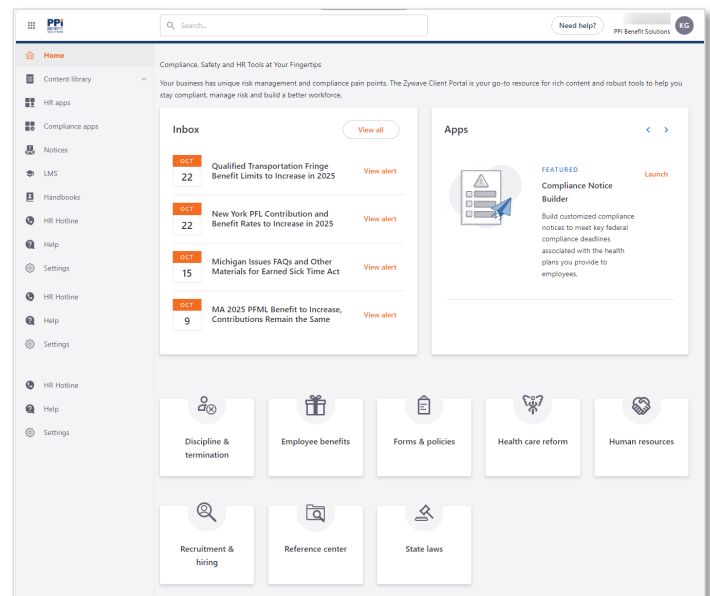 PPi
BENEFIT
SOLUTIONS
Search...
Need help?
PPI Benefit Solutions
KG
Home
Content library
HR apps
Compliance apps
Notices
LMS
Handbooks
HR Hotline
Help
Settings
HR Hotline
Help
Settings
HR Hotline
Help
Settings
Compliance, Safety and HR Tools at Your Fingertips
Your business has unique risk management and compliance pain points. The Zywave Client Portal is your go-to resource for rich content and robust tools to help you
stay compliant, manage risk and build a better workforce.
Inbox
View all
OCT
22
Qualified Transportation Fringe
Benefit Limits to Increase in 2025
View alert
OCT
22
New York PFL Contribution and
Benefit Rates to Increase in 2025
View alert
OCT
15
Michigan Issues FAQs and Other
Materials for Earned Sick Time Act
View alert
OCT
9
MA 2025 PFML Benefit to Increase,
Contributions Remain the Same
View alert
Apps
FEATURED
Launch
Compliance Notice
Builder
Build customized compliance
notices to meet key federal
compliance deadlines
associated with the health
plans you provide to
employees.
Discipline &
termination
Employee benefits
Forms & policies
Health care reform
Human resources
Recruitment &
hiring
Reference center
State laws